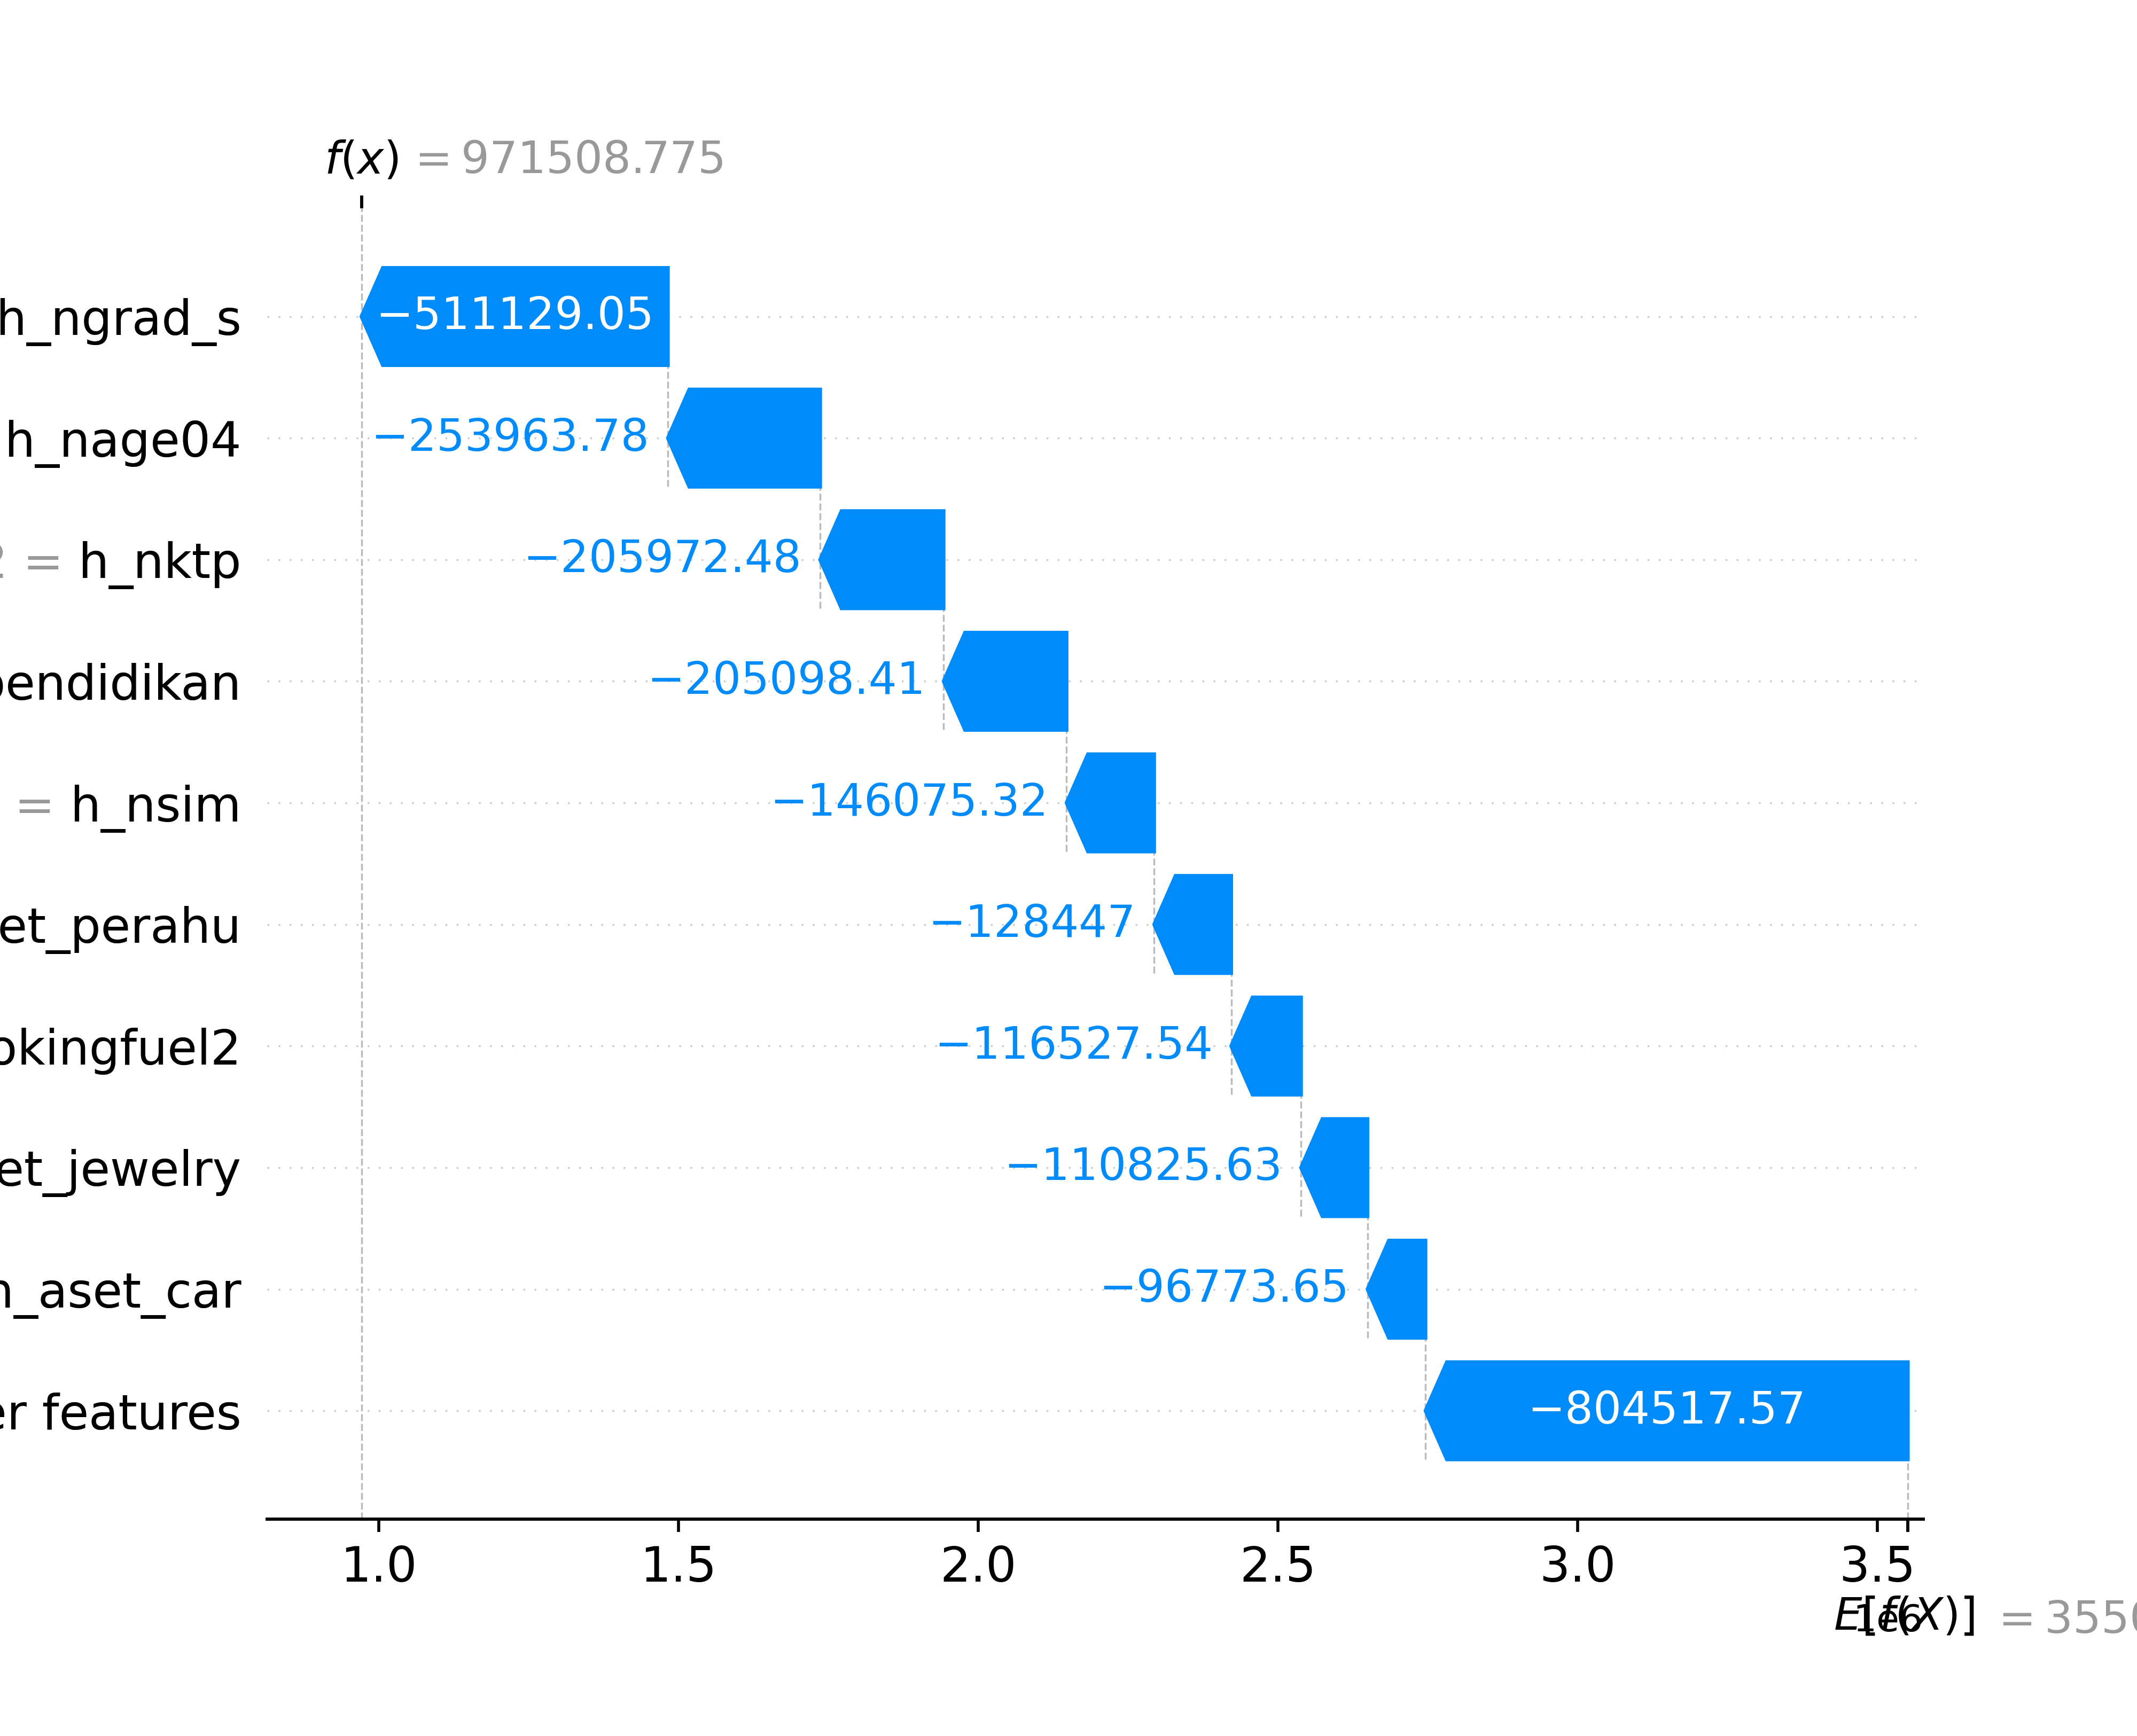 f(x) = 971508.775
h_ngrad_s
−511129.05
h_nage04
−253963.78
= h_nktp
−205972.48
pendidikan
−205098.41
= h_nsim
−146075.32
et_perahu
−128447
okingfuel2
−116527.54
et_jewelry
−110825.63
h_aset_car
−96773.65
er features
−804517.57
1.0 1.5 2.0 2.5 3.0 3.5
1e6
E[f(X)] = 3550